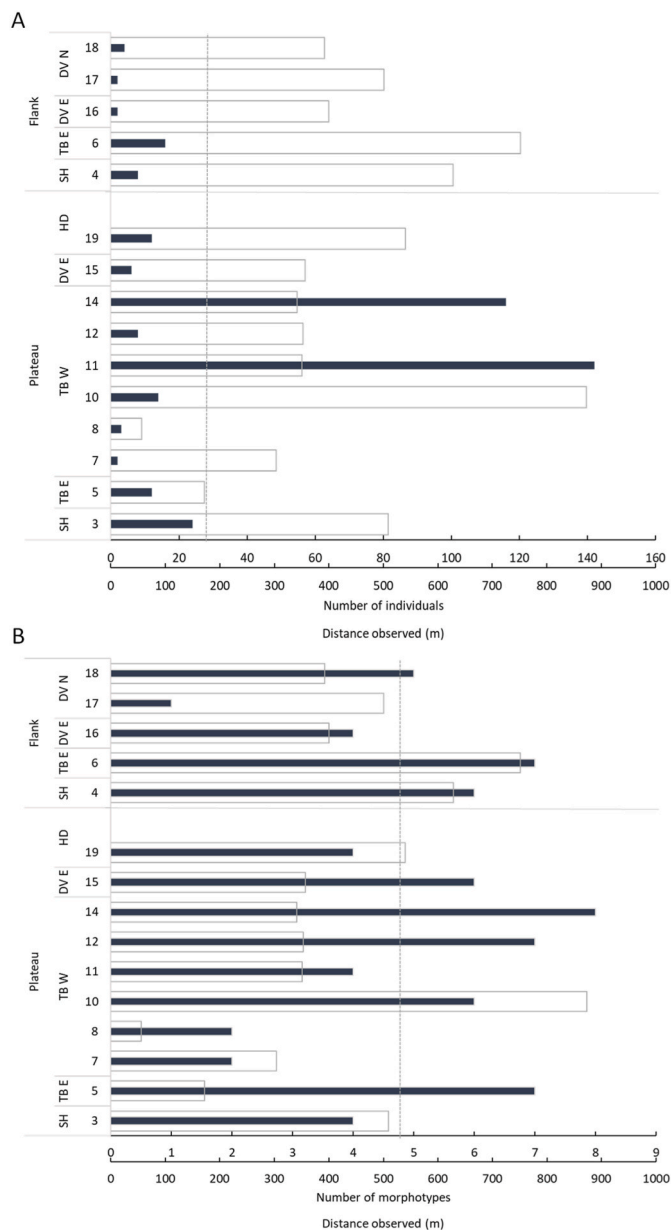 A
Flank
DV N
18
17
DV E
16
TB E
6
SH
4
Plateau
HD
19
DV E
15
TB W
14
12
11
10
8
7
TB E
5
SH
3
0 20 40 60 80 100 120 140 160
0 100 200 300 400 500 600 700 800 900 1000
Number of individuals
Distance observed (m)
B
Flank
DV N
18
17
DV E
16
TB E
6
SH
4
Plateau
HD
19
DV E
15
TB W
14
12
11
10
8
7
TB E
5
SH
3
0 1 2 3 4 5 6 7 8 9
0 100 200 300 400 500 600 700 800 900 1000
Number of morphotypes
Distance observed (m)